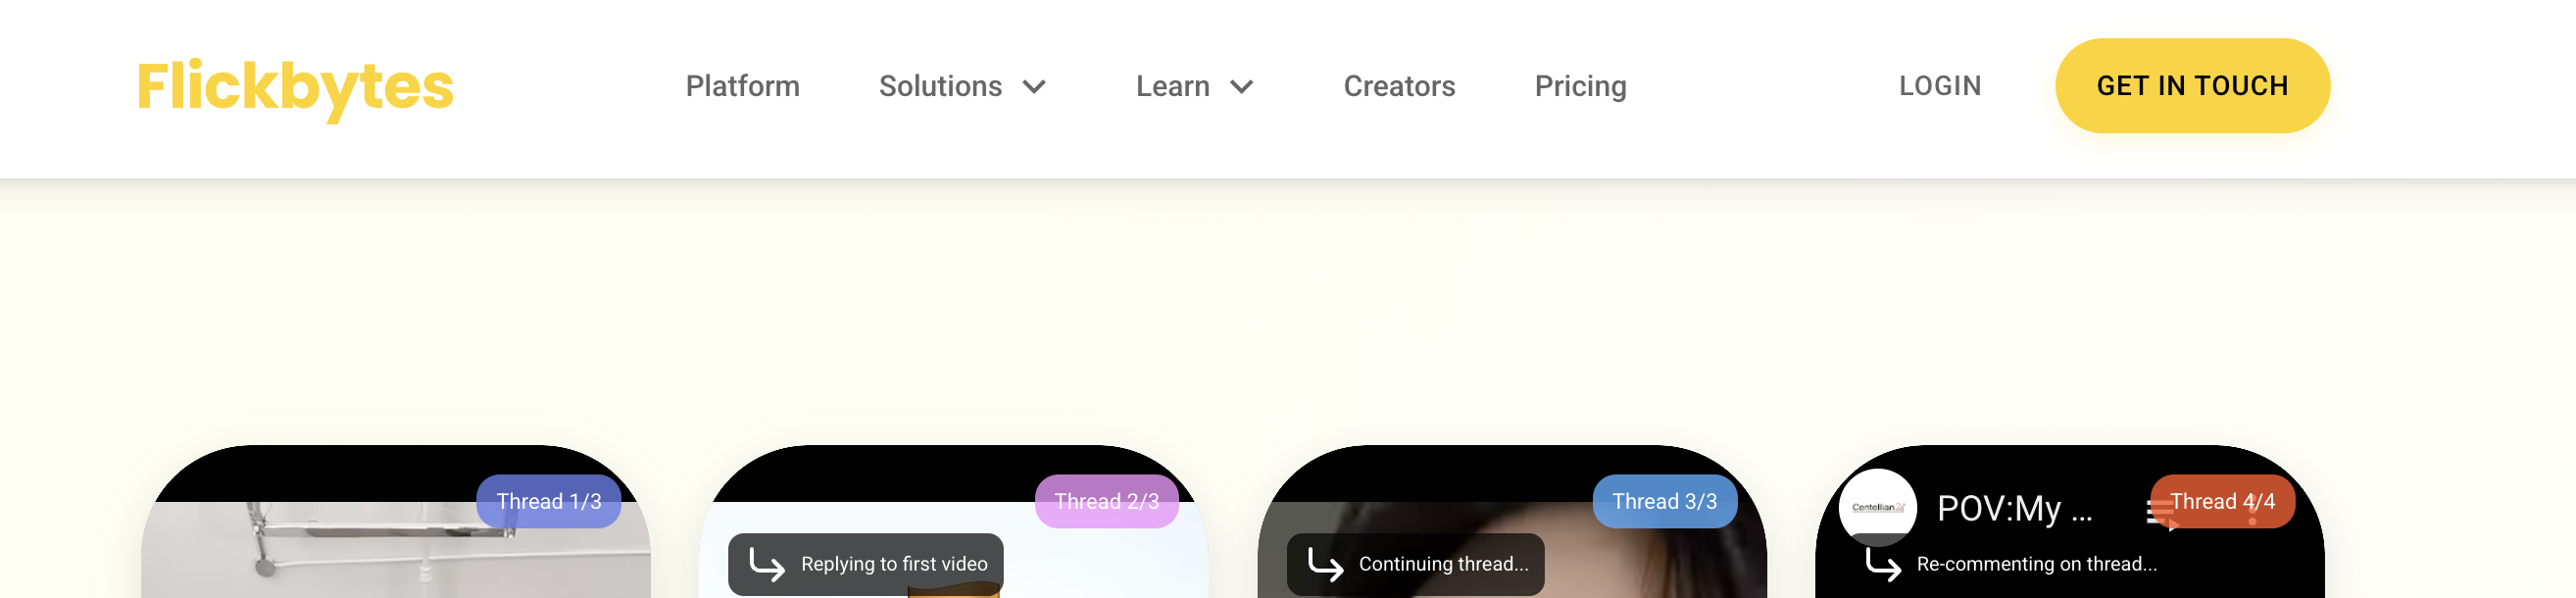 Flickbytes
Platform
Solutions
Learn
Creators
Pricing
LOGIN
GET IN TOUCH
Thread 1/3
Thread 2/3
Replying to first video
Thread 3/3
Continuing thread...
Centellian24
POV:My ...
Thread 4/4
Re-commenting on thread...